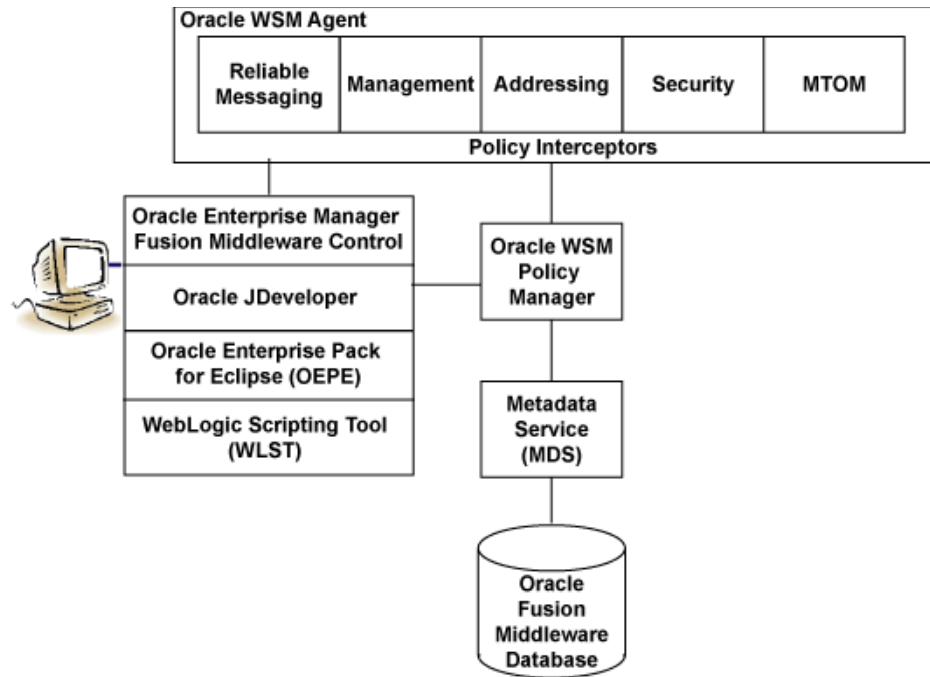 Oracle WSM Agent
Reliable
Messaging
Management
Addressing
Security
MTOM
Policy Interceptors
Oracle Enterprise Manager
Fusion Middleware Control
Oracle JDeveloper
Oracle Enterprise Pack
for Eclipse (OEPE)
WebLogic Scripting Tool
(WLST)
Oracle WSM
Policy
Manager
Metadata
Service
(MDS)
Oracle
Fusion
Middleware
Database